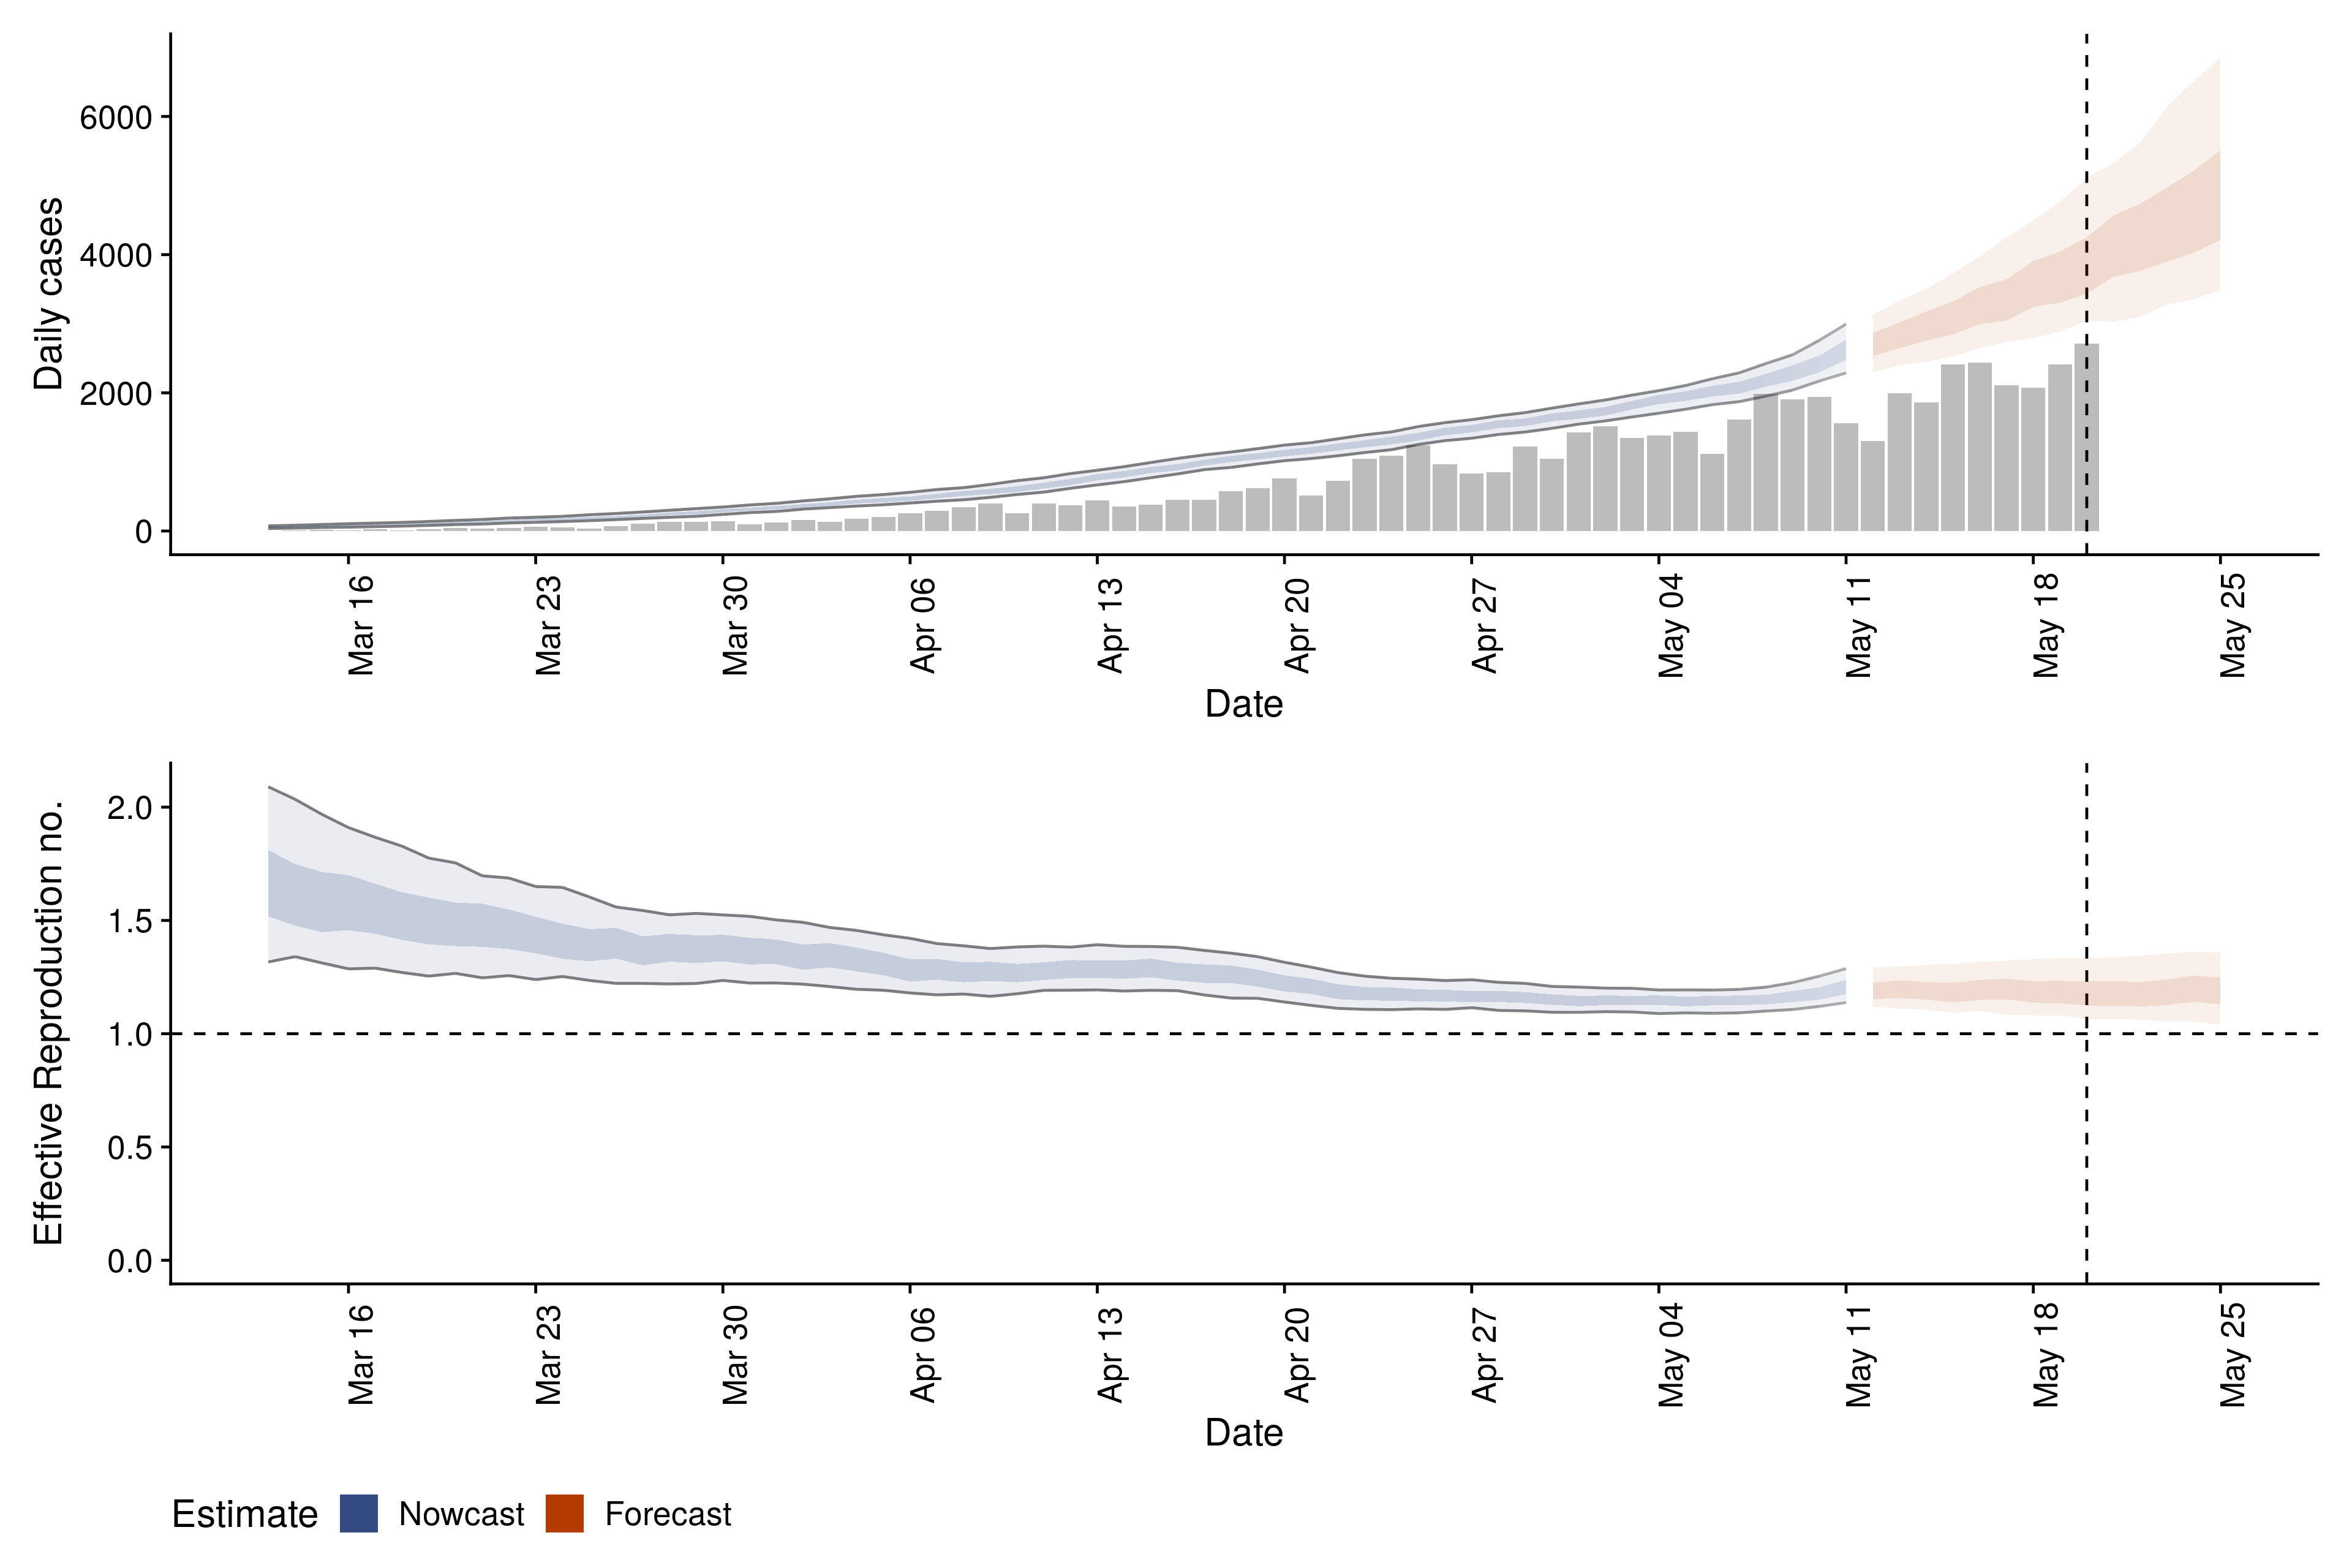 Daily cases
6000
4000
2000
0
Mar 16
Mar 23
Mar 30
Apr 06
Apr 13
Apr 20
Apr 27
May 04
May 11
May 18
May 25
Date
Effective Reproduction no.
2.0
1.5
1.0
0.5
0.0
Mar 16
Mar 23
Mar 30
Apr 06
Apr 13
Apr 20
Apr 27
May 04
May 11
May 18
May 25
Date
Estimate Nowcast Forecast